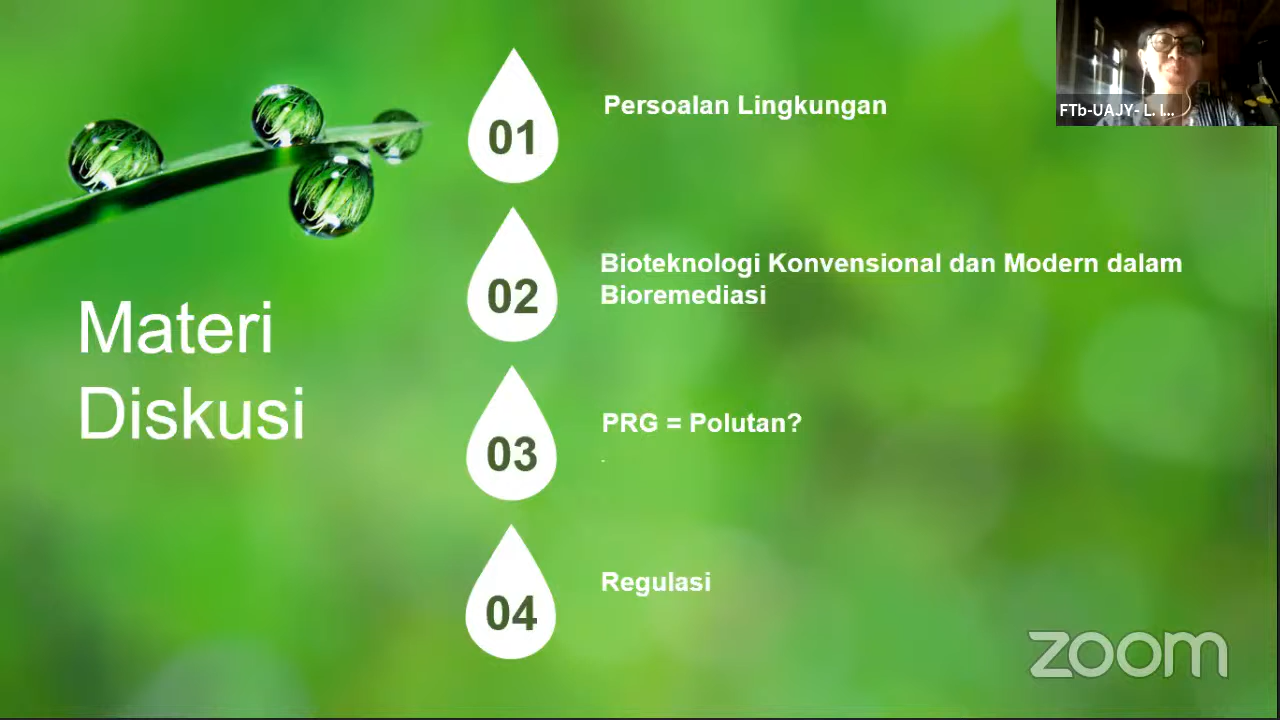 Materi
Diskusi
01
Persoalan Lingkungan
02
Bioteknologi Konvensional dan Modern dalam
Bioremediasi
03
PRG = Polutan?
.
04
Regulasi
FTb-UAJY- L. I...
zoom